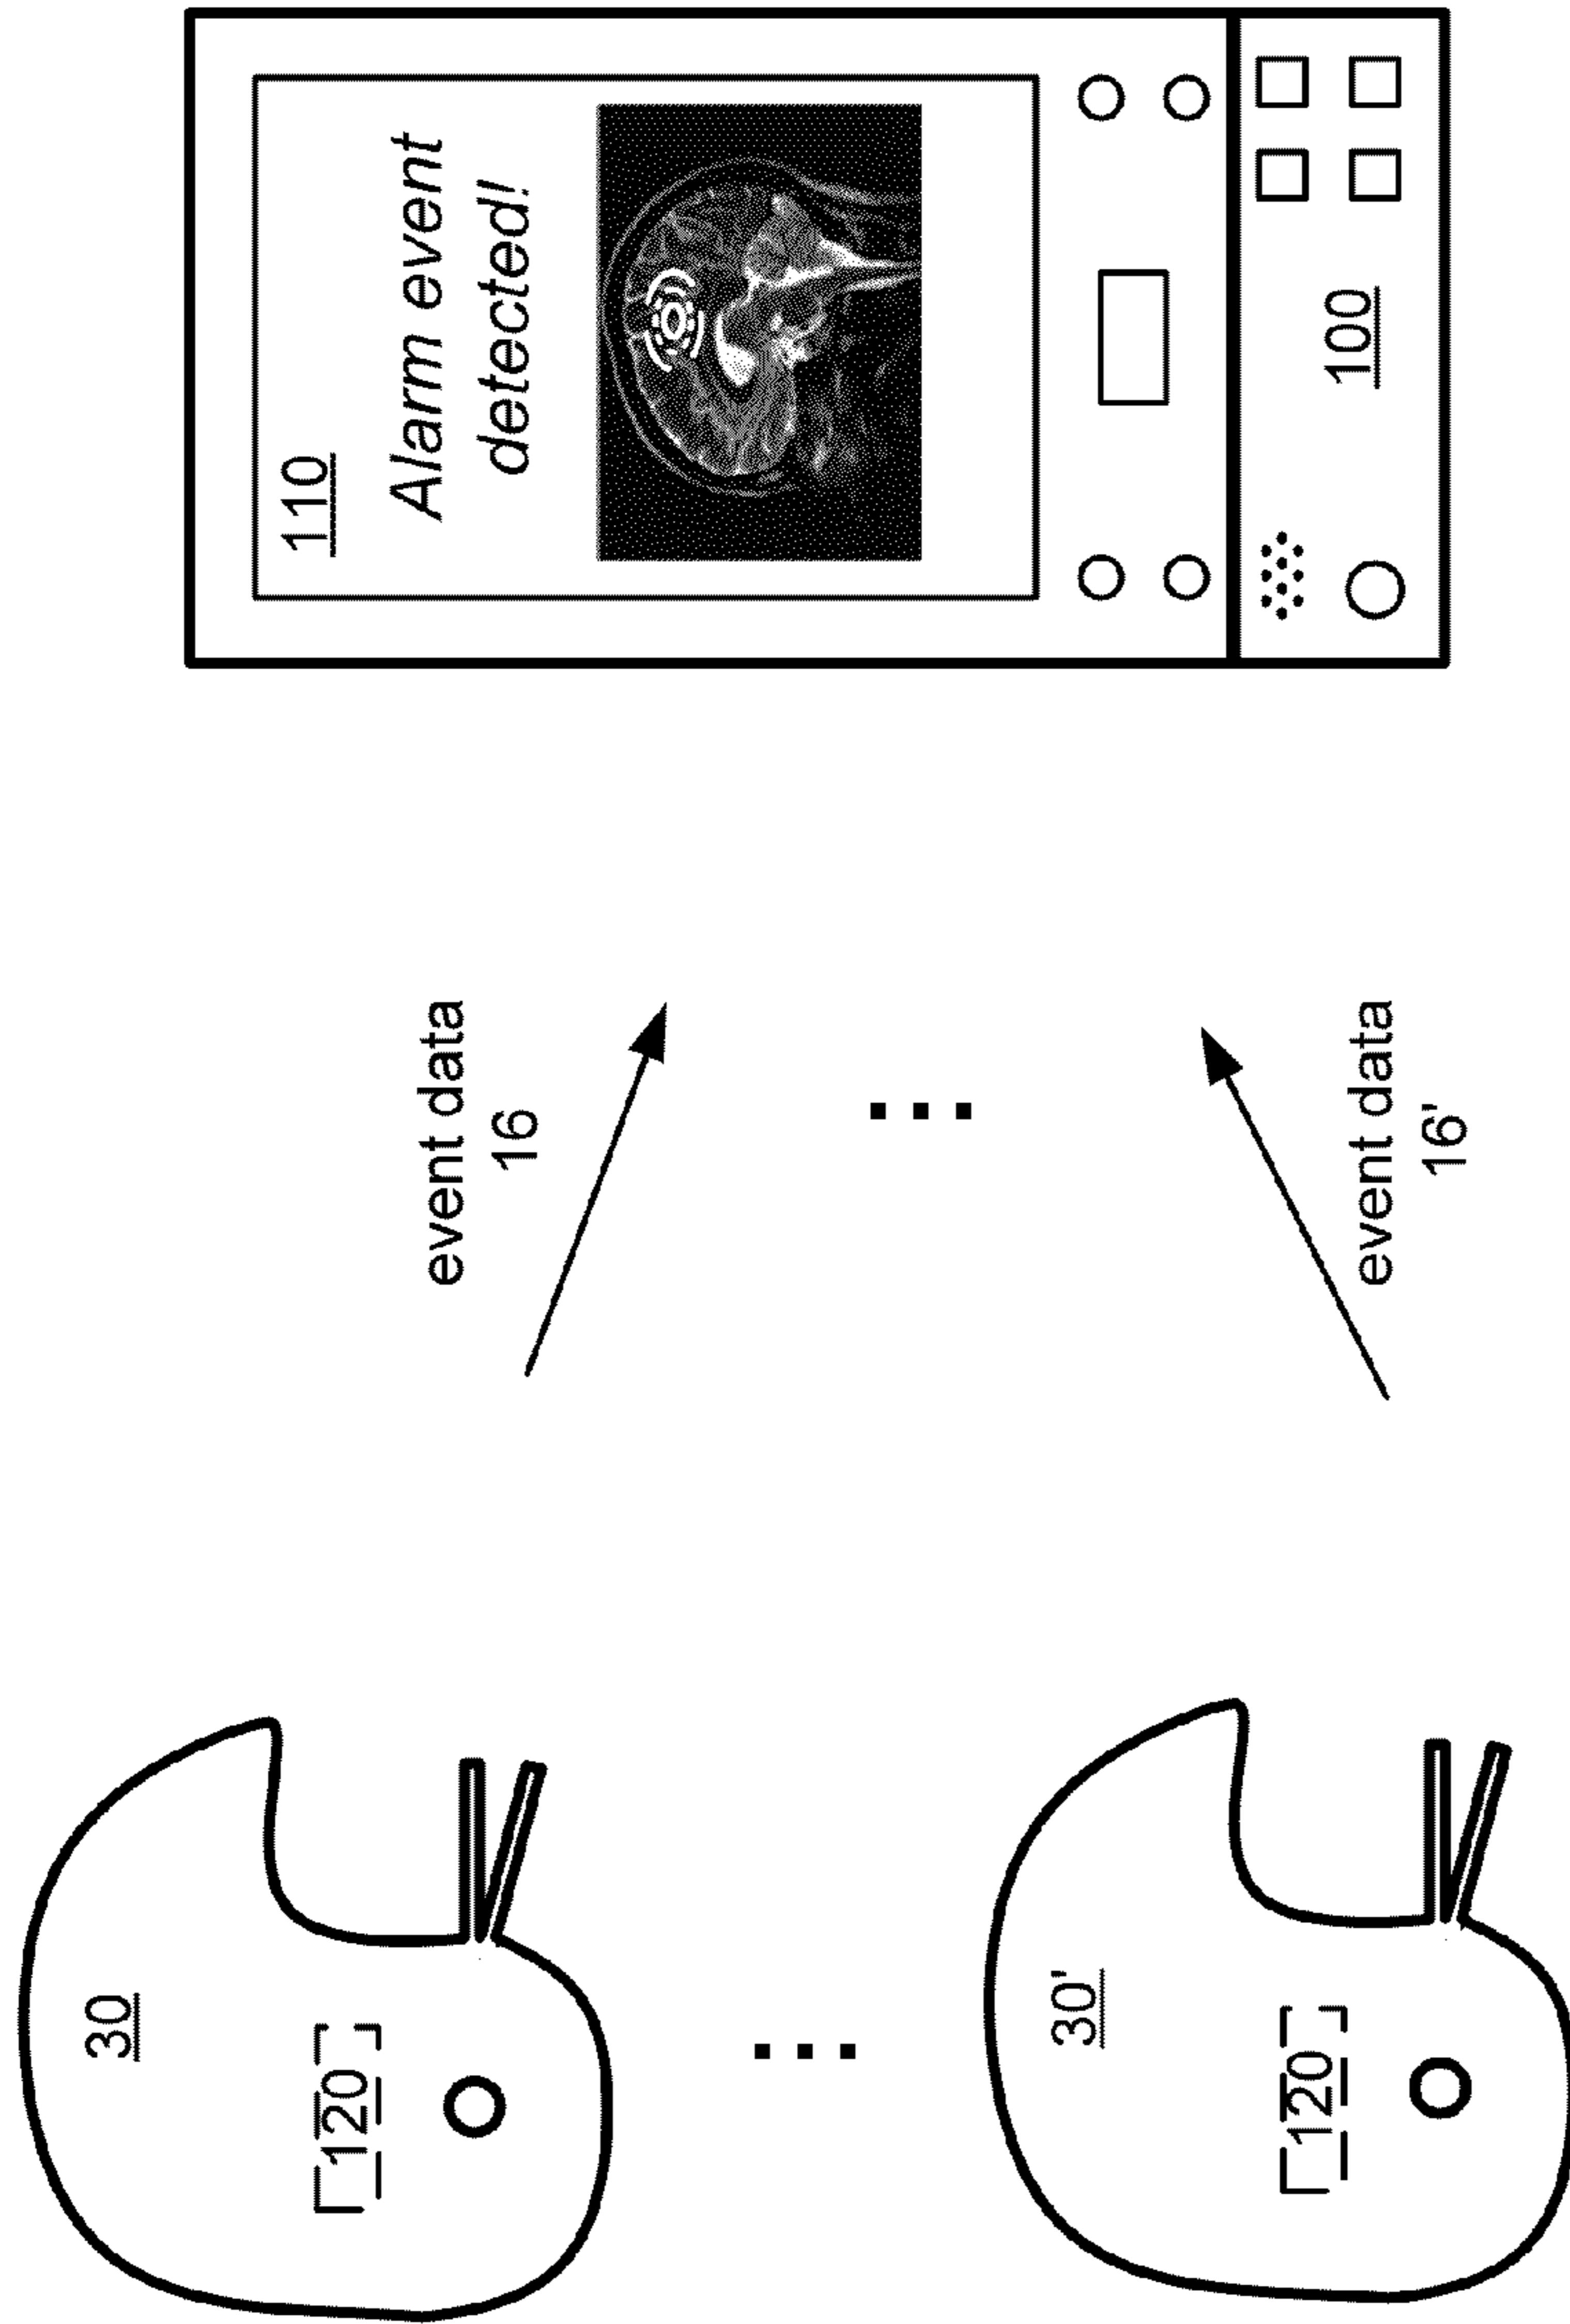 30
120
30'
120
event data
16
event data
16'
110
Alarm event
detected!
100